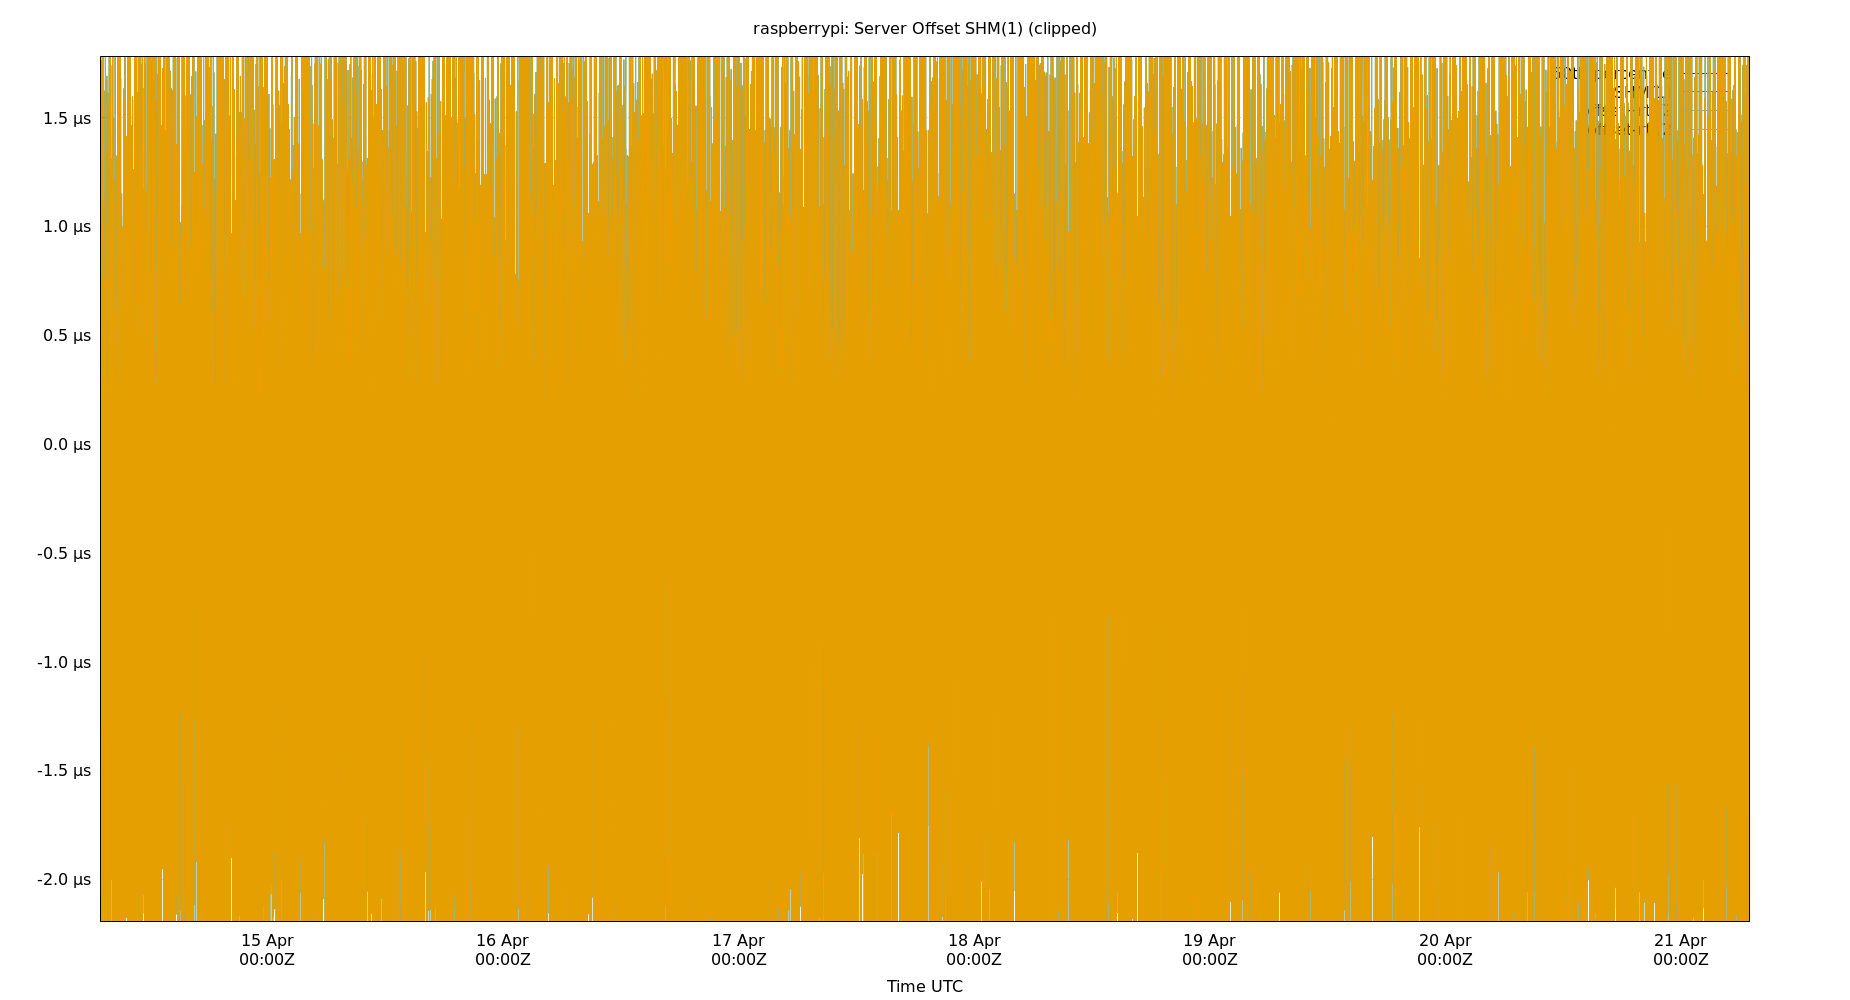 raspberrypi: Server Offset SHM(1) (clipped)
1.5 µs
1.0 µs
0.5 µs
0.0 µs
-0.5 µs
-1.0 µs
-1.5 µs
-2.0 µs
15 Apr 16 Apr 17 Apr 18 Apr 19 Apr 20 Apr 21 Apr
00:00Z 00:00Z 00:00Z 00:00Z 00:00Z 00:00Z 00:00Z
Time UTC